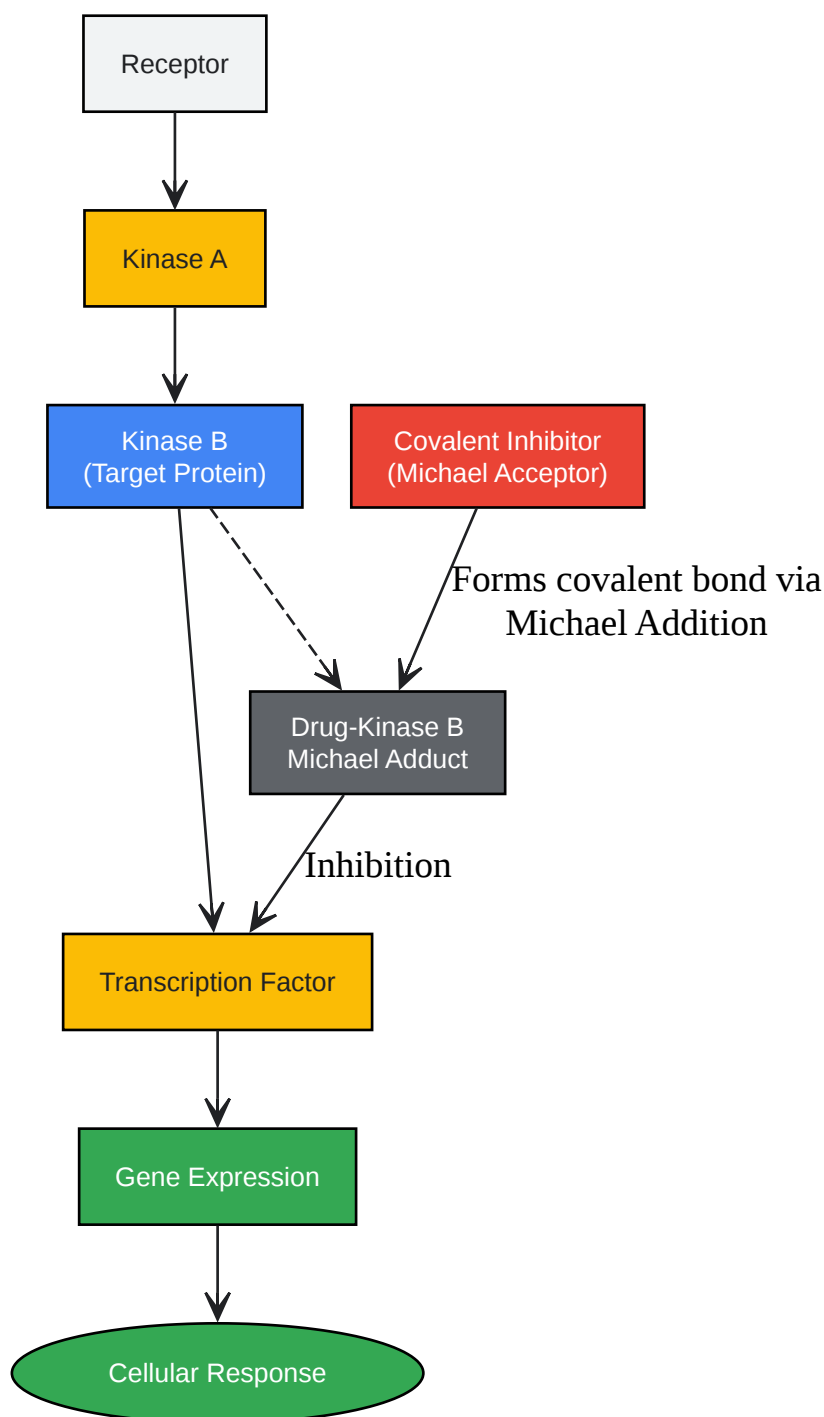 Receptor
Kinase A
Kinase B
(Target Protein)
Covalent Inhibitor
(Michael Acceptor)
Forms covalent bond via
Michael Addition
Drug-Kinase B
Michael Adduct
Inhibition
Transcription Factor
Gene Expression
Cellular Response